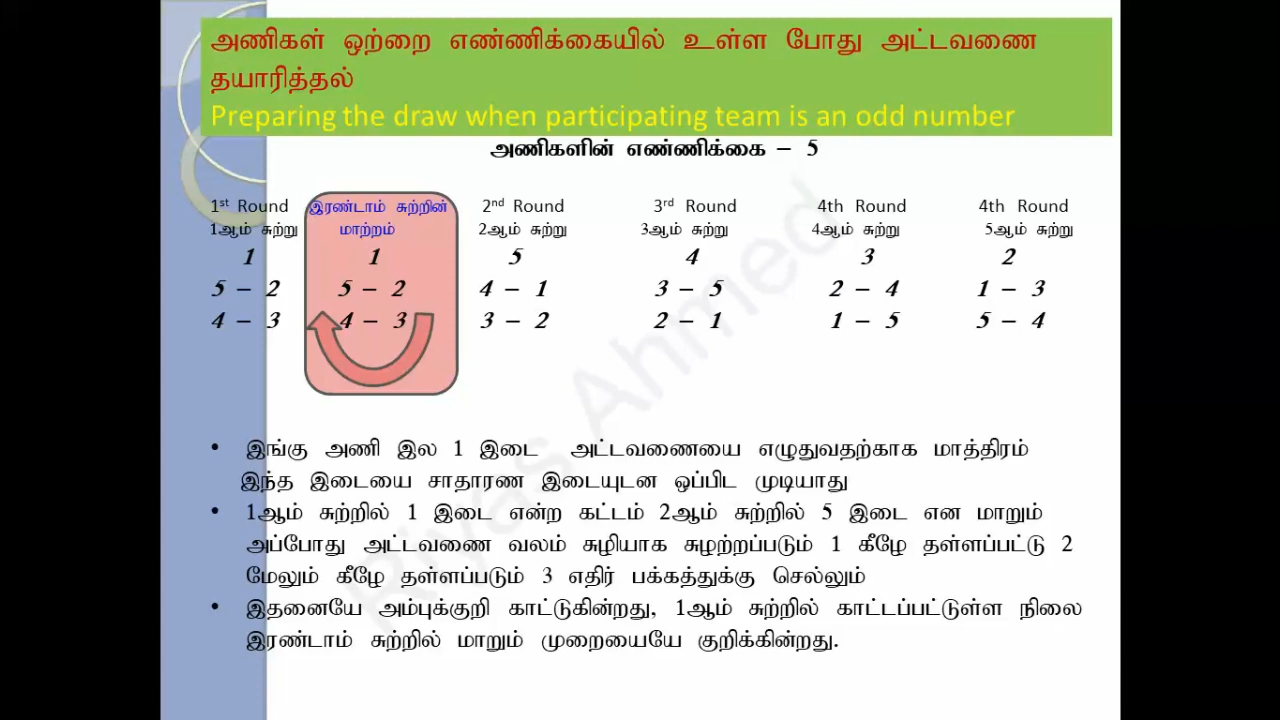 அணிகள் ஒற்றை எண்ணிக்கையில் உள்ள போது அட்டவணை
தயாரித்தல்
Preparing the draw when participating team is an odd number
அணிகளின் எண்ணிக்கை – 5
1st Round இரண்டாம் சுற்றின் 2nd Round 3rd Round 4th Round 4th Round
1ஆம் சுற்று மாற்றம் 2ஆம் சுற்று 3ஆம் சுற்று 4ஆம் சுற்று 5ஆம் சுற்று
1 1 5 4 3 2
5 – 2 5 – 2 4 – 1 3 – 5 2 – 4 1 – 3
4 – 3 4 – 3 3 – 2 2 – 1 1 – 5 5 – 4
• இங்கு அணி இல 1 இடை அட்டவணையை எழுதுவதற்காக மாத்திரம்
இந்த இடையை சாதாரண இடையுடன ஒப்பிட முடியாது
• 1ஆம் சுற்றில் 1 இடை என்ற கட்டம் 2ஆம் சுற்றில் 5 இடை என மாறும்
அப்போது அட்டவணை வலம் சுழியாக சுழற்றப்படும் 1 கீழே தள்ளப்பட்டு 2
மேலும் கீழே தள்ளப்படும் 3 எதிர் பக்கத்துக்கு செல்லும்
• இதனையே அம்புக்குறி காட்டுகின்றது, 1ஆம் சுற்றில் காட்டப்பட்டுள்ள நிலை
இரண்டாம் சுற்றில் மாறும் முறையையே குறிக்கின்றது.
Riyas Ahmed